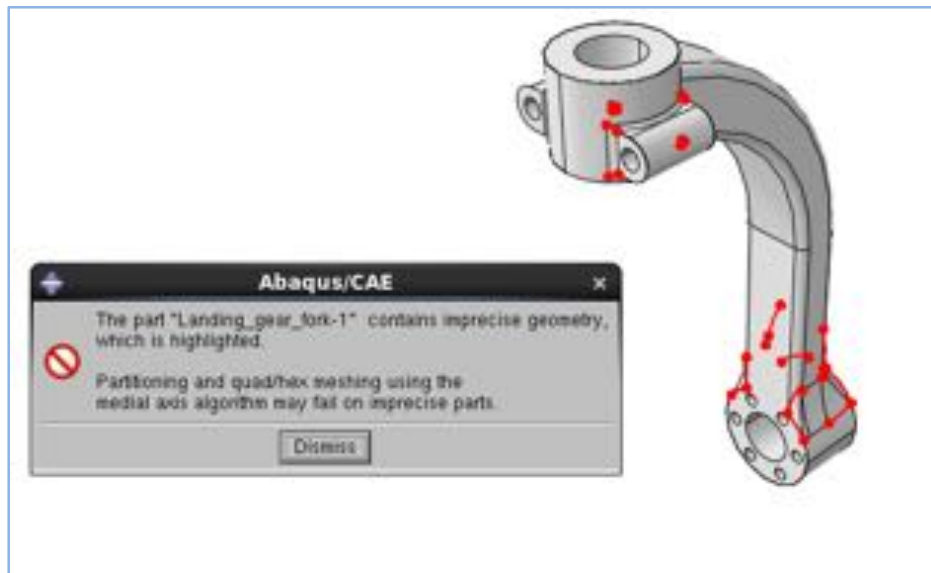 Abaqus/CAE
The part "Landing_gear_fork-1" contains imprecise geometry,
which is highlighted.
Partitioning and quad/hex meshing using the
medial axis algorithm may fail on imprecise parts.
Dismiss